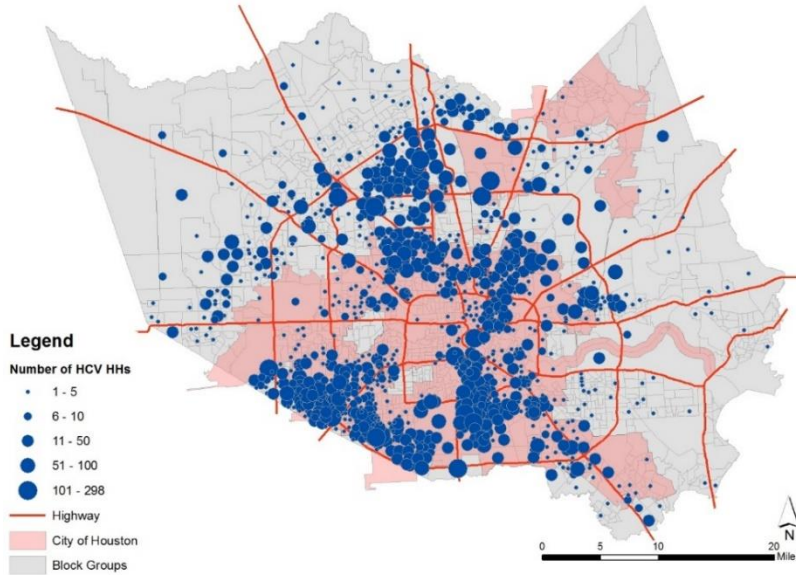 Legend
Number of HCV HHs
1 - 5
6 - 10
11 - 50
51 - 100
101 - 298
Highway
City of Houston
Block Groups
N
0 5 10 20
Mile